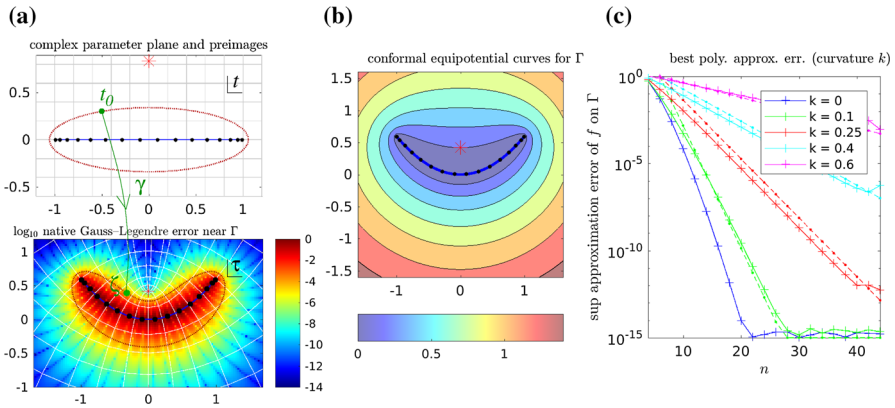 (a)
complex parameter plane and preimages
t
t0
0.5
0
-0.5
-1 -0.5 0 0.5 1
γ
log10 native Gauss–Legendre error near Γ
τ
ζ
1
0.5
0
-0.5
-1
-1 0 1
0
-2
-4
-6
-8
-10
-12
-14
(b)
conformal equipotential curves for Γ
1.5
1
0.5
0
-0.5
-1
-1.5
-1 0 1
0 0.5 1
(c)
best poly. approx. err. (curvature k)
sup approximation error of f on Γ
10^0
10^-5
10^-10
10^-15
k = 0
k = 0.1
k = 0.25
k = 0.4
k = 0.6
10 20 30 40
n